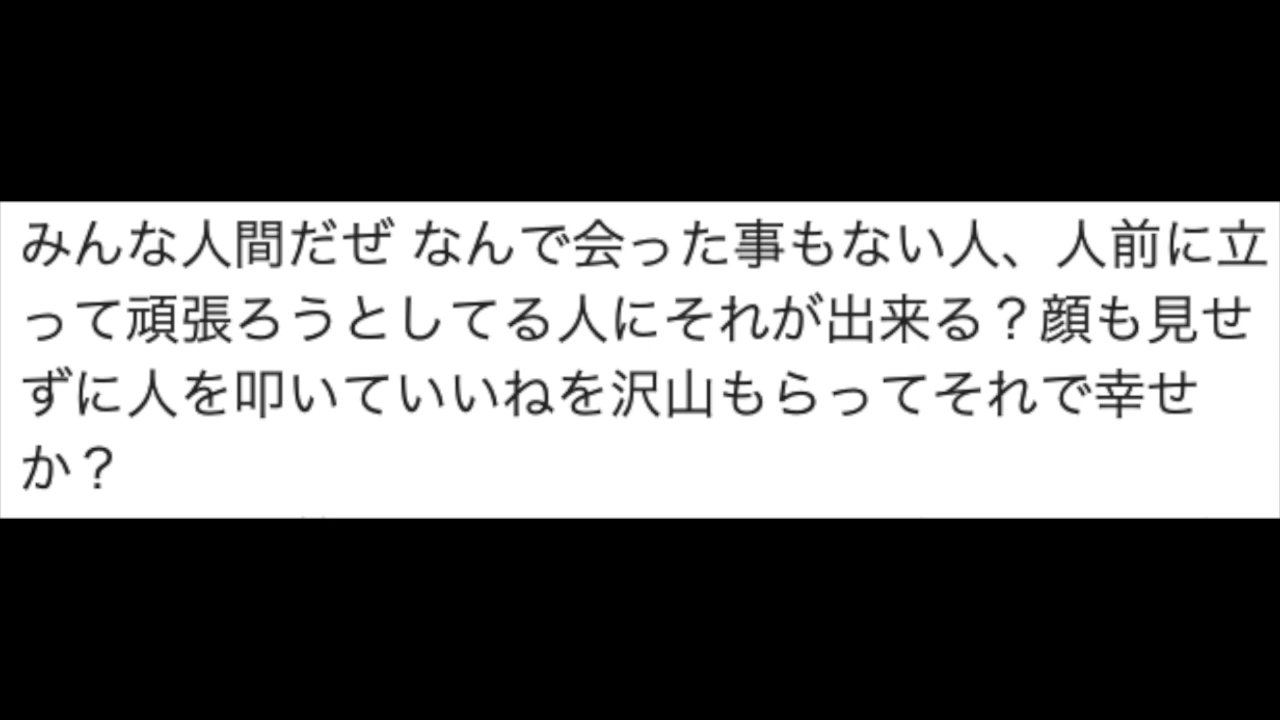 みんな人間だぜ なんで会った事もない人、人前に立
って頑張ろうとしてる人にそれが出来る？顔も見せ
ずに人を叩いていいねを沢山もらってそれで幸せ
か？